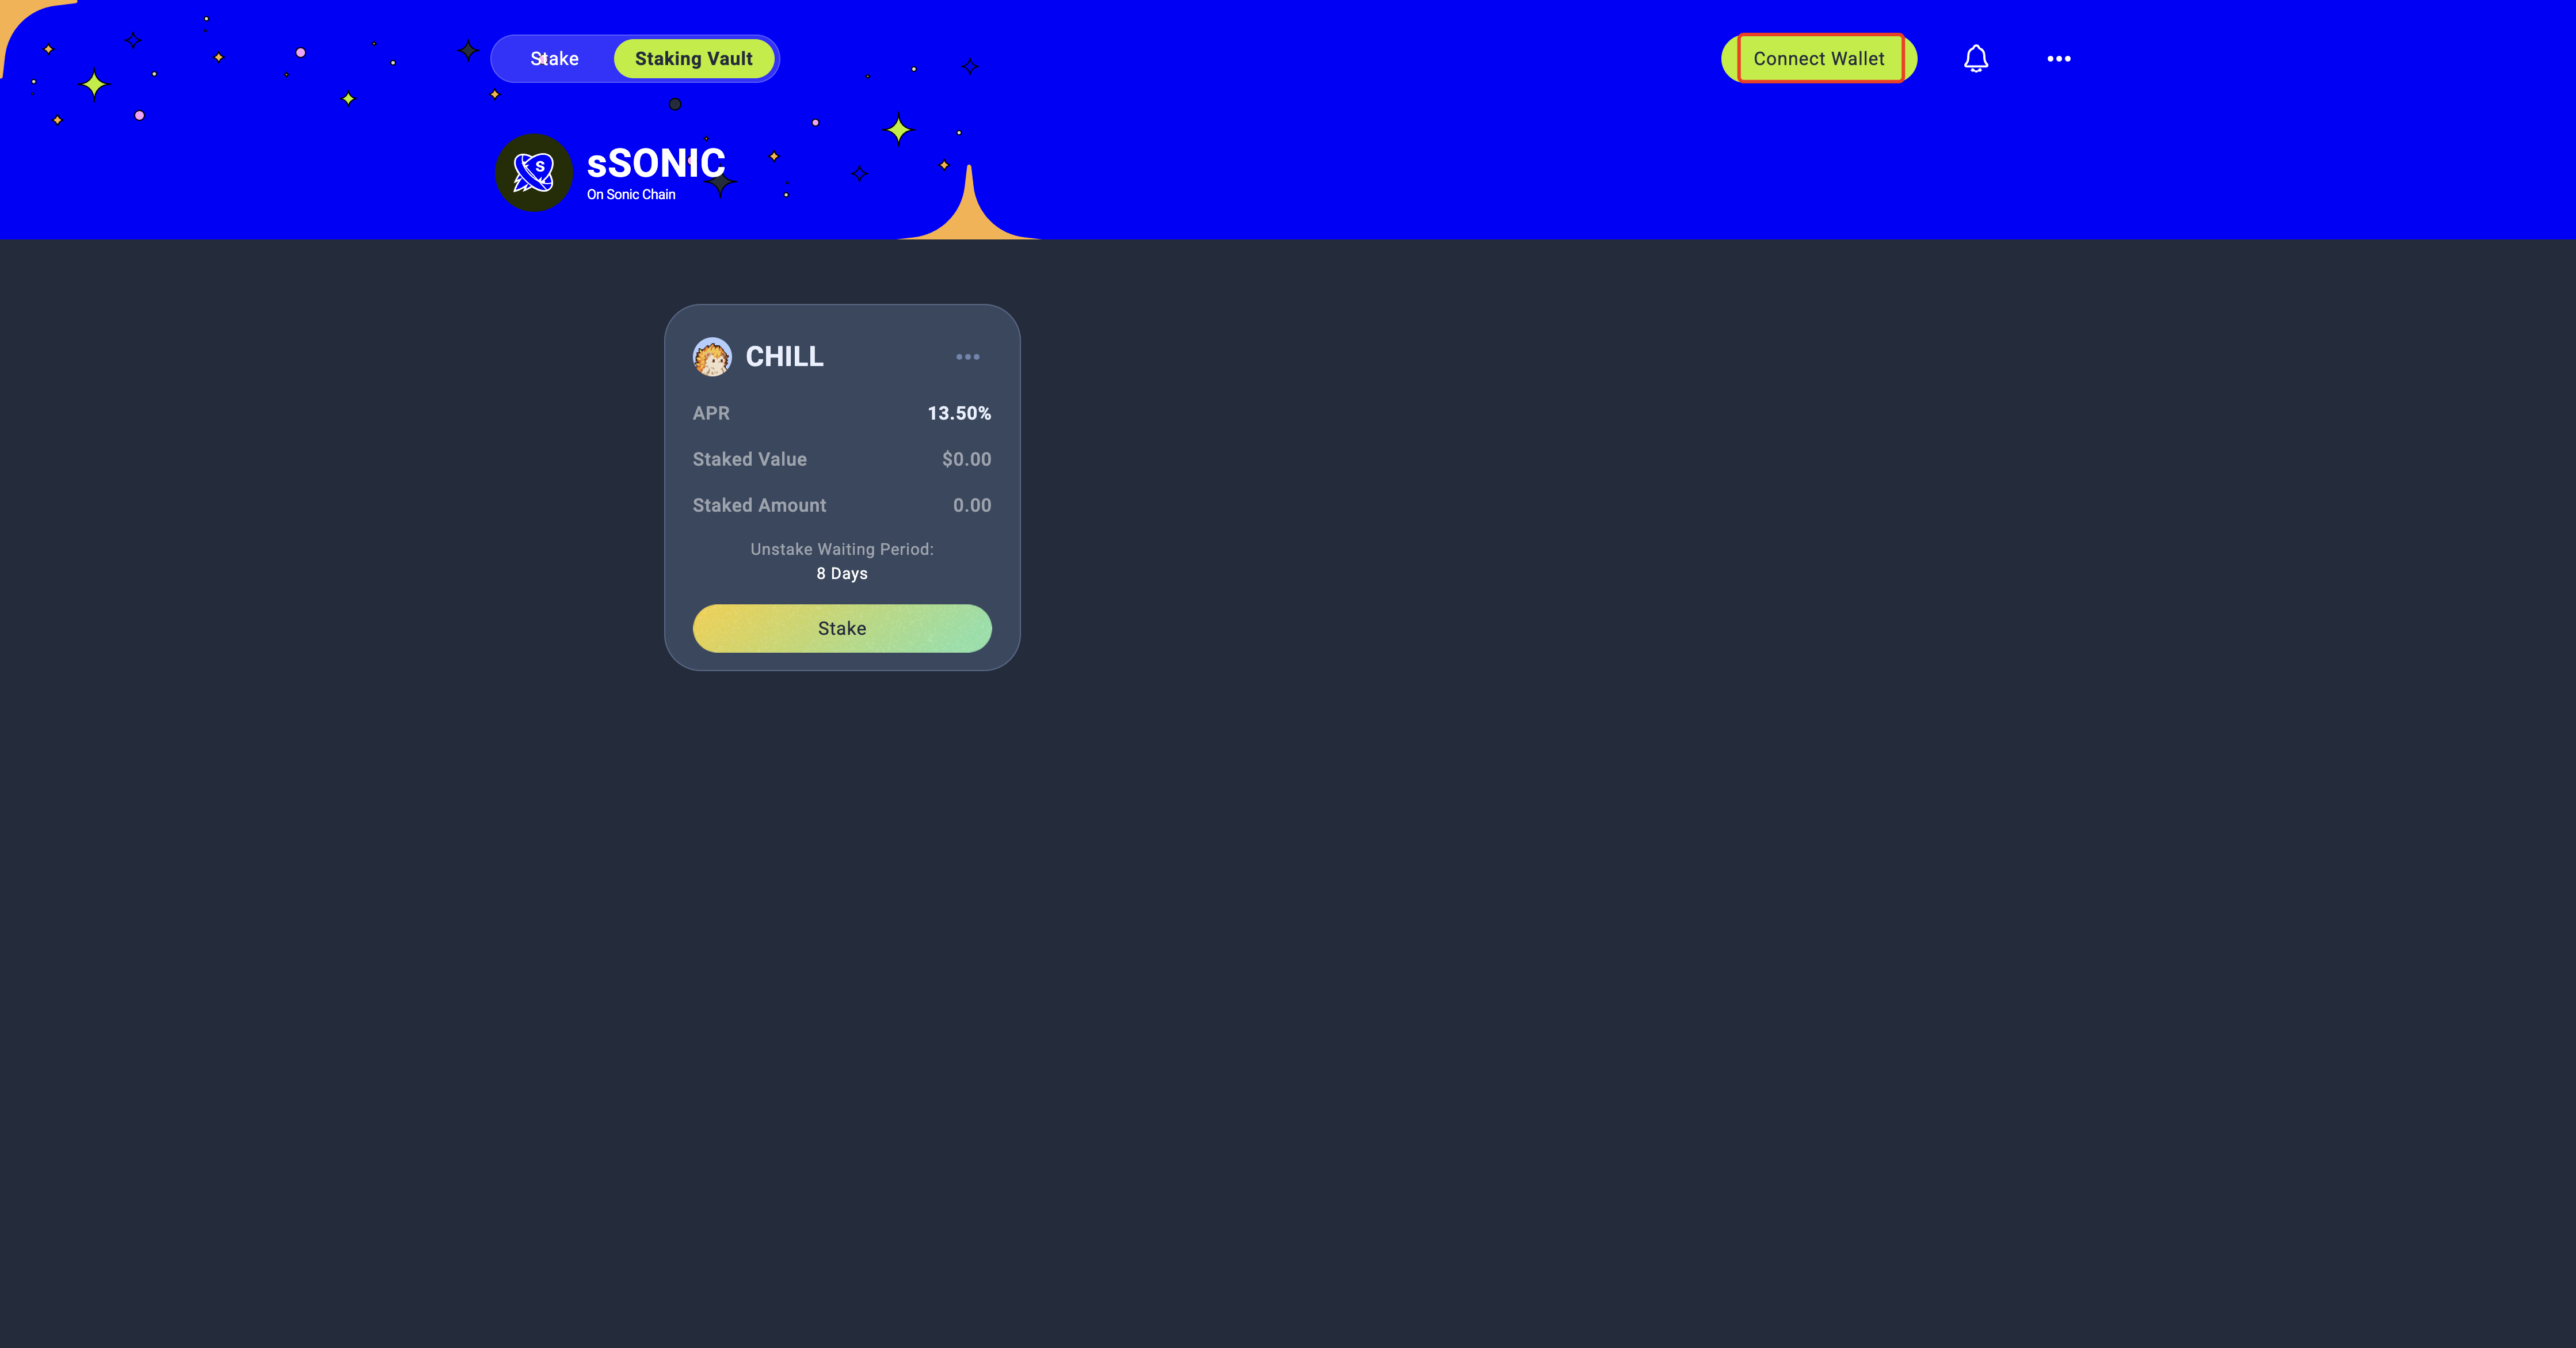 Stake
Staking Vault
Connect Wallet
S
sSONIC
On Sonic Chain
CHILL
APR
13.50%
Staked Value
$0.00
Staked Amount
0.00
Unstake Waiting Period:
8 Days
Stake